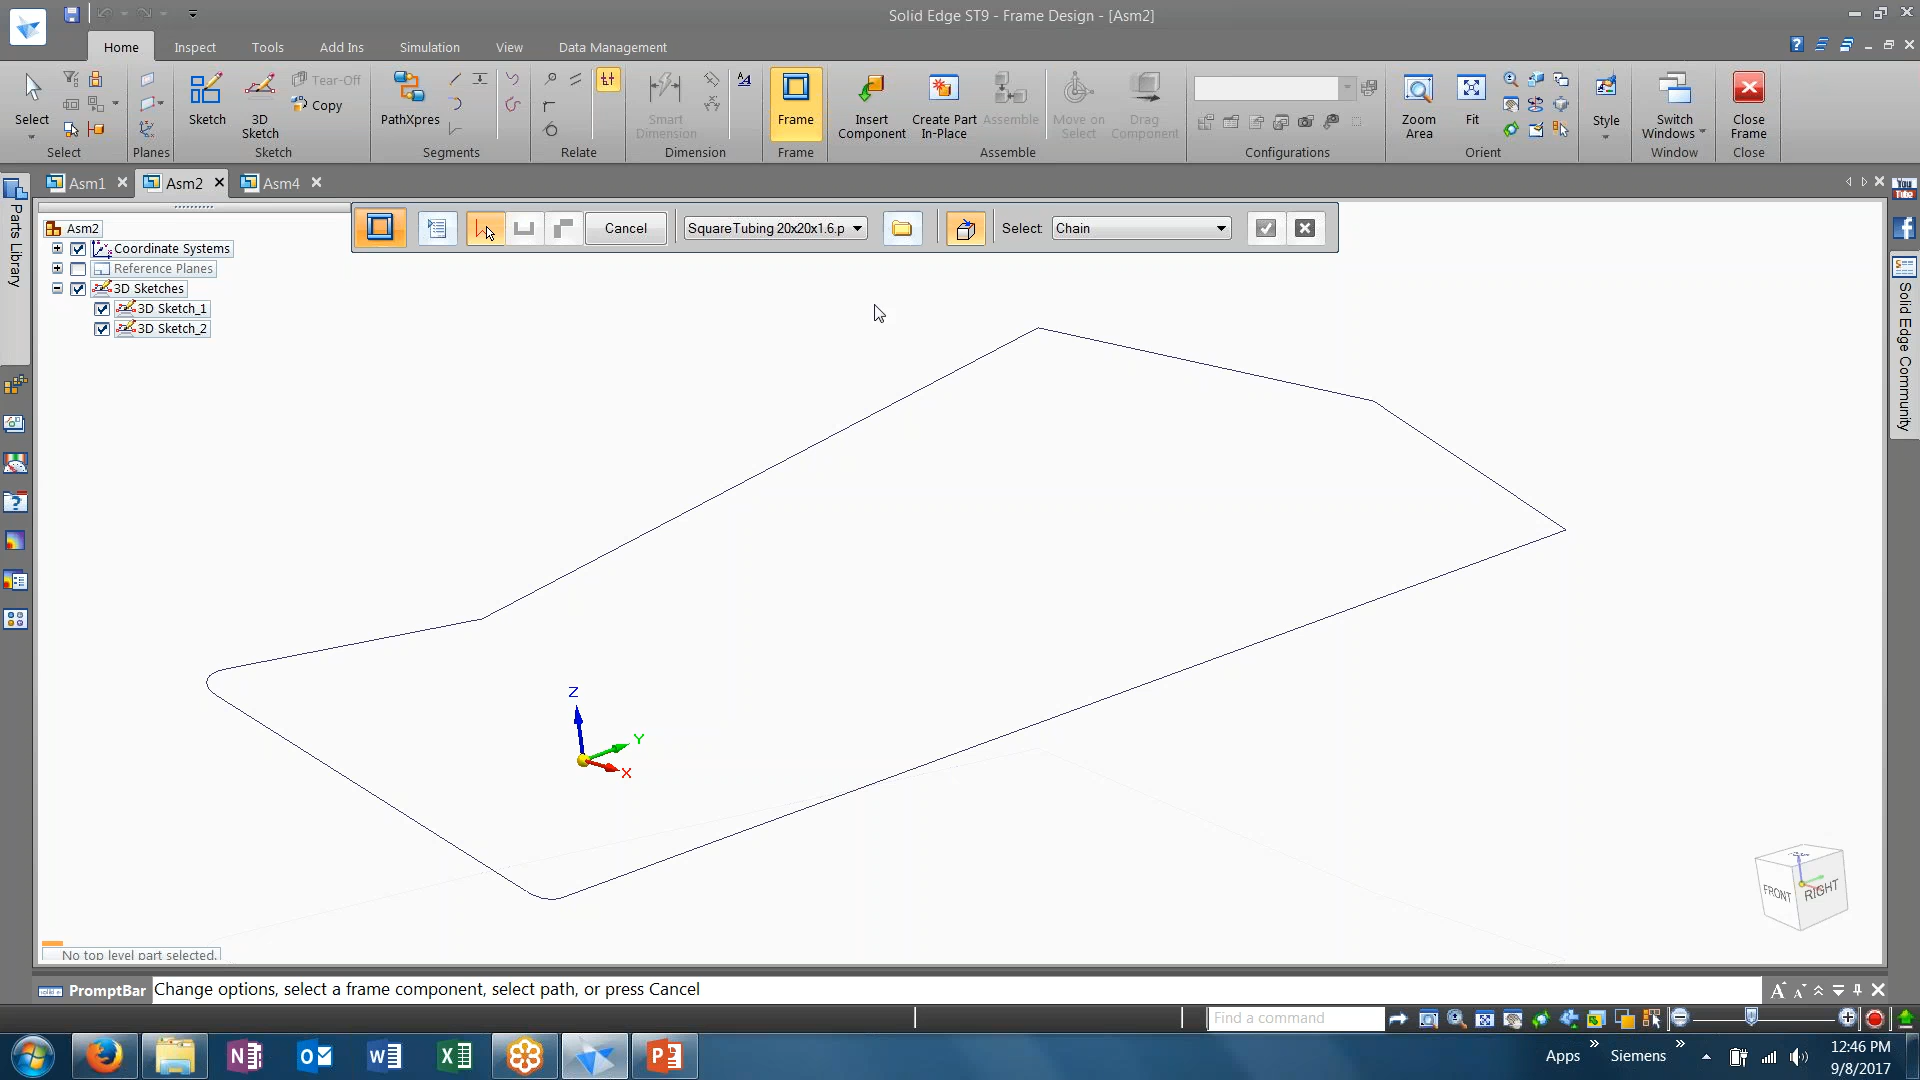 Solid Edge ST9 - Frame Design - [Asm2]
Home
Inspect
Tools
Add Ins
Simulation
View
Data Management
Select
Select
Planes
Sketch
3D
Sketch
Tear-Off
Copy
Sketch
PathXpres
Segments
Relate
Smart
Dimension
Dimension
Frame
Frame
Insert
Component
Create Part
In-Place
Assemble
Move on
Select
Drag
Component
Assemble
Configurations
Zoom
Area
Fit
Orient
Style
Switch
Windows
Window
Close
Frame
Close
Asm1
Asm2
Asm4
Parts Library
Asm2
Coordinate Systems
Reference Planes
3D Sketches
3D Sketch_1
3D Sketch_2
Cancel
SquareTubing 20x20x1.6.p
Select:
Chain
You
Tube
Solid Edge Community
Z
Y
X
FRONT
RIGHT
No top level part selected.
PromptBar
Change options, select a frame component, select path, or press Cancel
Find a command
Apps
Siemens
12:46 PM
9/8/2017